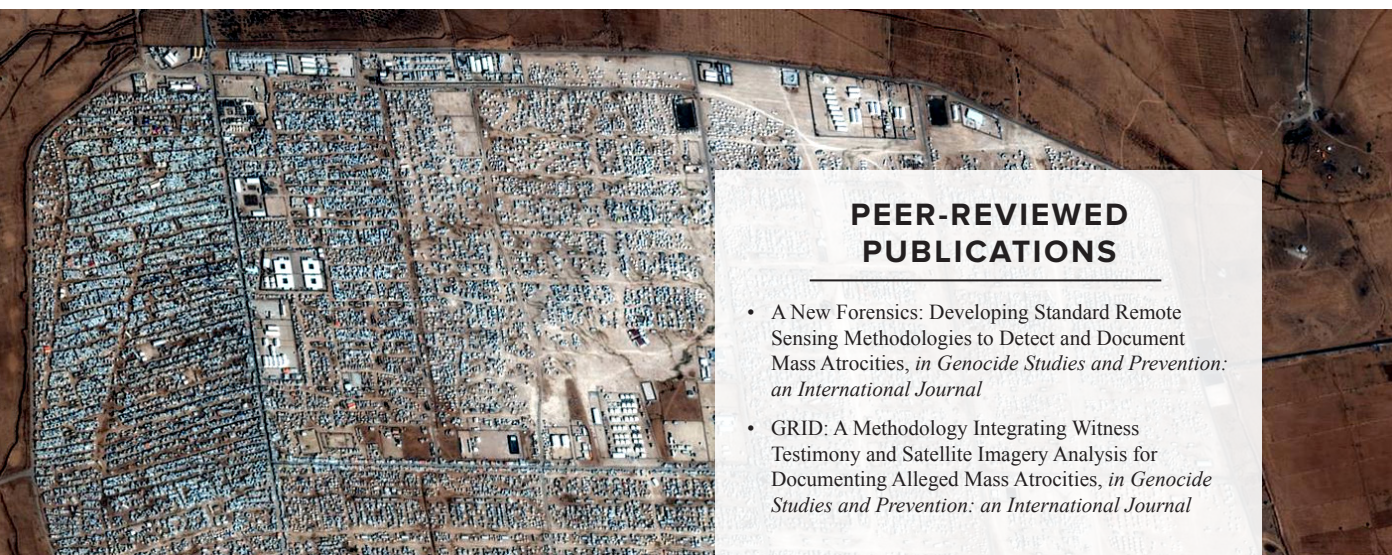 PEER-REVIEWED
PUBLICATIONS
• A New Forensics: Developing Standard Remote
Sensing Methodologies to Detect and Document
Mass Atrocities, in Genocide Studies and Prevention:
an International Journal
• GRID: A Methodology Integrating Witness
Testimony and Satellite Imagery Analysis for
Documenting Alleged Mass Atrocities, in Genocide
Studies and Prevention: an International Journal